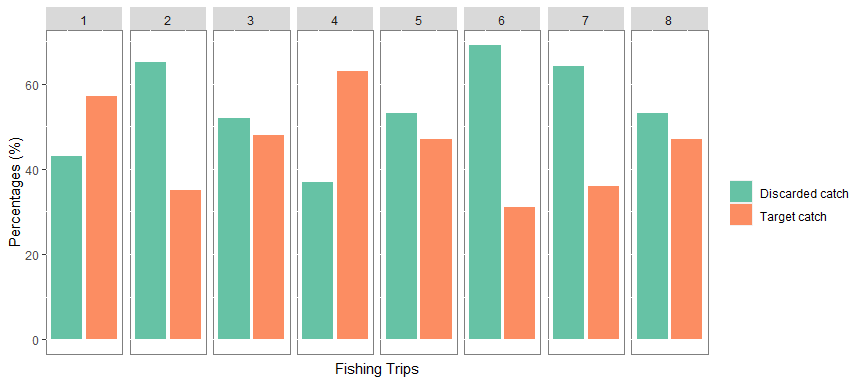 1 2 3 4 5 6 7 8
Percentages (%)
60
40
20
0
Discarded catch
Target catch
Fishing Trips